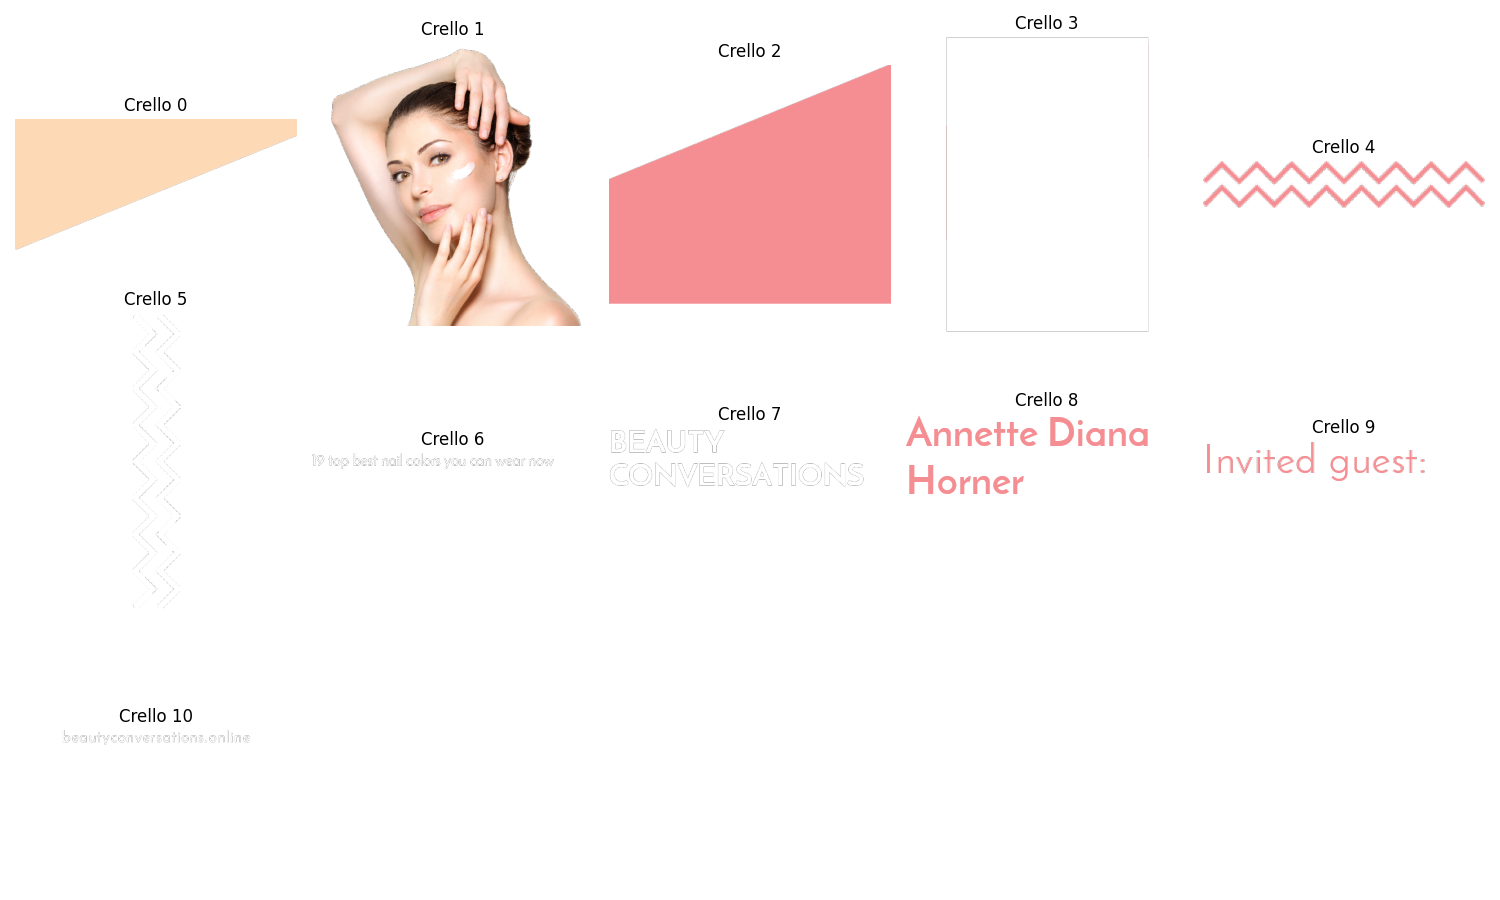 Crello 0
Crello 1
Crello 2
Crello 3
Crello 4
Crello 5
Crello 6
19 top best nail colors you can wear now
Crello 7
BEAUTY
CONVERSATIONS
Crello 8
Annette Diana
Horner
Crello 9
Invited guest:
Crello 10
beautyconversations.online